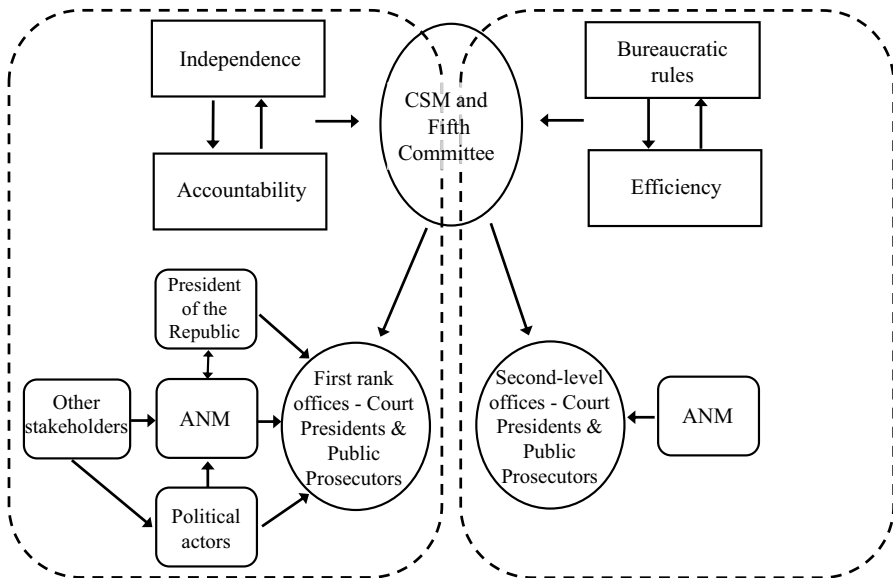 Independence
Accountability
CSM and
Fifth
Committee
Bureaucratic
rules
Efficiency
President
of the
Republic
Other
stakeholders
ANM
Political
actors
First rank
offices - Court
Presidents &
Public
Prosecutors
Second-level
offices - Court
Presidents &
Public
Prosecutors
ANM